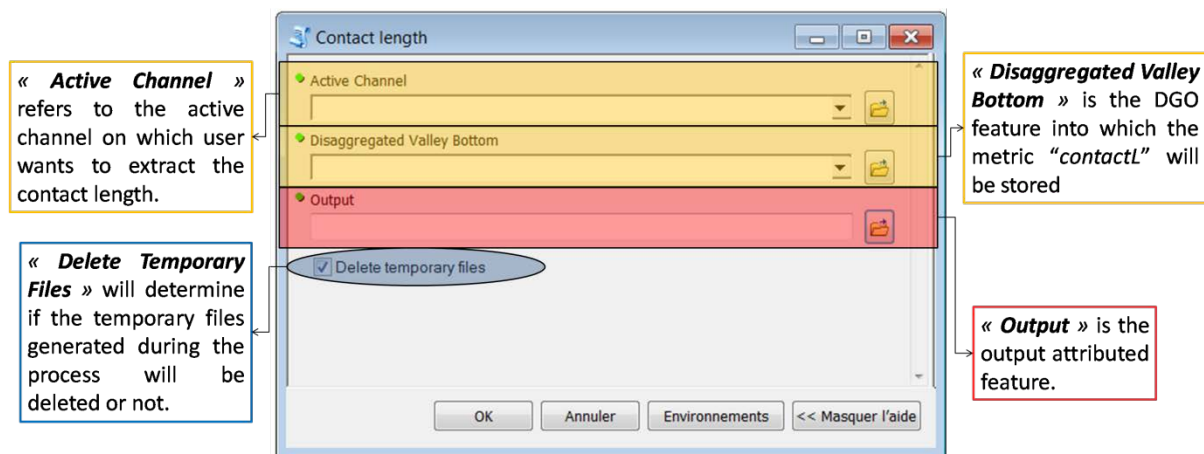 Contact length
« Active Channel »
refers to the active
channel on which user
wants to extract the
contact length.
Active Channel
Disaggregated Valley Bottom
Output
Delete temporary files
« Disaggregated Valley
Bottom » is the DGO
feature into which the
metric “contactL” will
be stored
« Delete Temporary
Files » will determine
if the temporary files
generated during the
process will be
deleted or not.
« Output » is the
output attributed
feature.
OK Annuler Environnements << Masquer l'aide